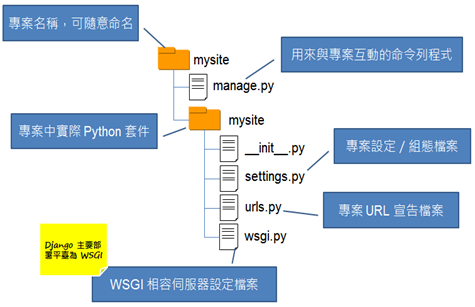 專案名稱，可隨意命名
mysite
用來與專案互動的命令列程式
manage.py
專案中實際 Python 套件
mysite
__init__.py
專案設定 / 組態檔案
settings.py
urls.py
專案 URL 宣告檔案
wsgi.py
Django 主要部
署平臺為 WSGI
WSGI 相容伺服器設定檔案